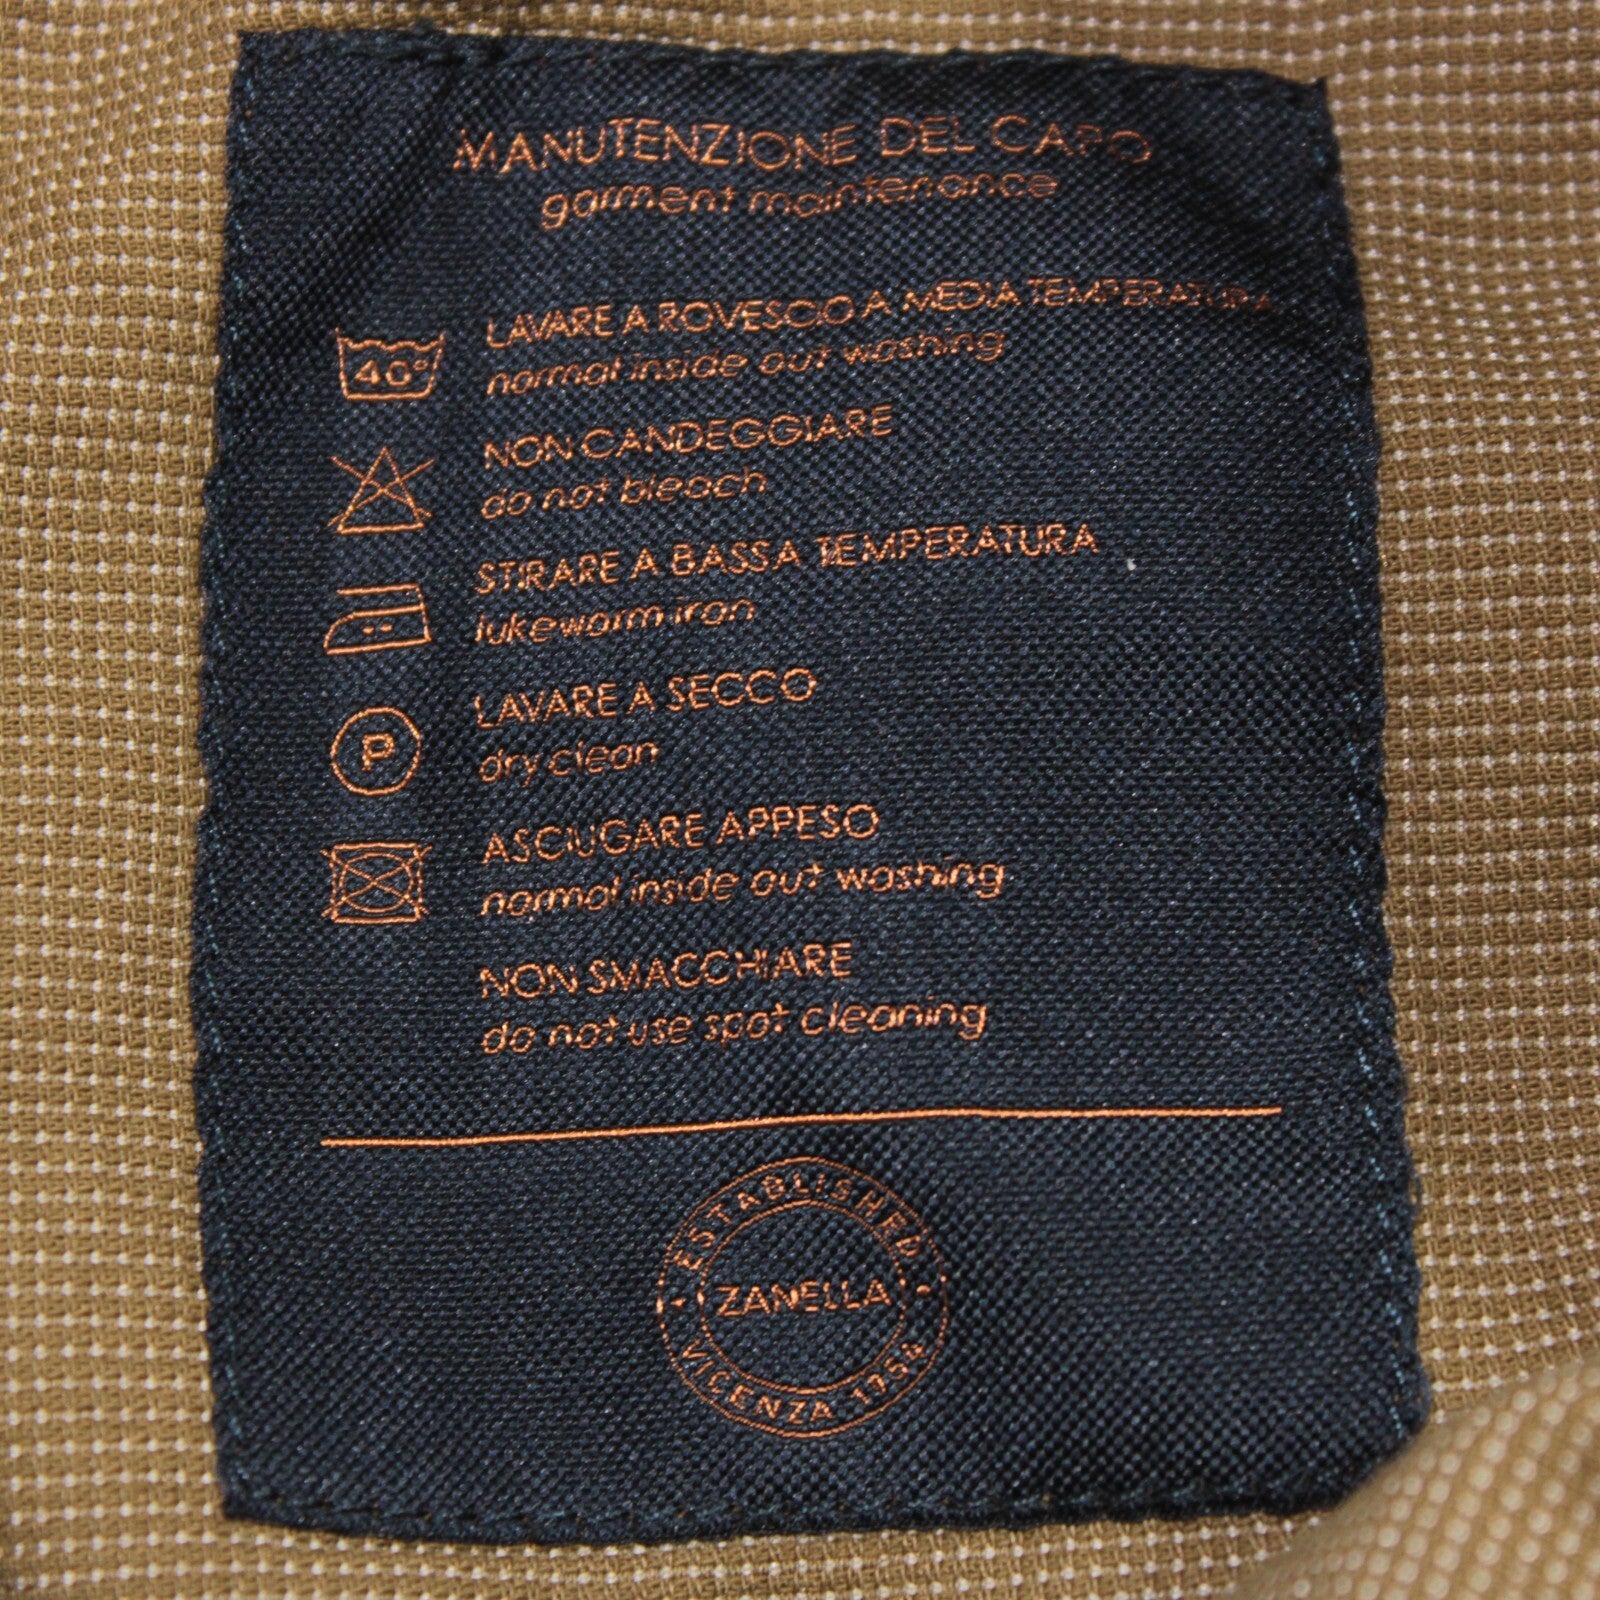 MANUTENZIONE DEL CAPO
garment maintenance
40°
LAVARE A ROVESCIO A MEDIA TEMPERATURA
normal inside out washing
NON CANDEGGIARE
do not bleach
STIRARE A BASSA TEMPERATURA
lukewarm iron
P
LAVARE A SECCO
dry clean
ASCIUGARE APPESO
normal inside out washing
NON SMACCHIARE
do not use spot cleaning
ESTABLISHED
ZANELLA
VICENZA 1954